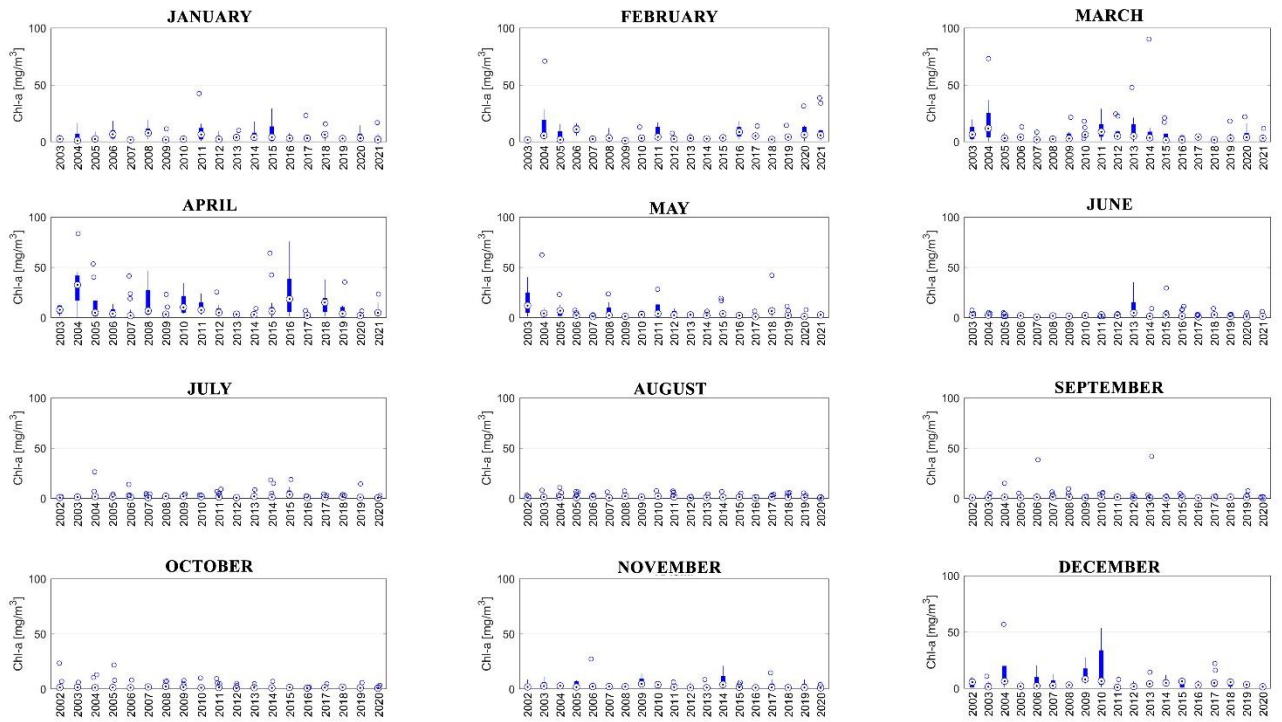 JANUARY
Chl-a [mg/m³]
100
50
0
2003 2004 2005 2006 2007 2008 2009 2010 2011 2012 2013 2014 2015 2016 2017 2018 2019 2020 2021
FEBRUARY
Chl-a [mg/m³]
100
50
0
2003 2004 2005 2006 2007 2008 2009 2010 2011 2012 2013 2014 2015 2016 2017 2018 2019 2020 2021
MARCH
Chl-a [mg/m³]
100
50
0
2003 2004 2005 2006 2007 2008 2009 2010 2011 2012 2013 2014 2015 2016 2017 2018 2019 2020 2021
APRIL
Chl-a [mg/m³]
100
50
0
2003 2004 2005 2006 2007 2008 2009 2010 2011 2012 2013 2014 2015 2016 2017 2018 2019 2020 2021
MAY
Chl-a [mg/m³]
100
50
0
2003 2004 2005 2006 2007 2008 2009 2010 2011 2012 2013 2014 2015 2016 2017 2018 2019 2020 2021
JUNE
Chl-a [mg/m³]
100
50
0
2003 2004 2005 2006 2007 2008 2009 2010 2011 2012 2013 2014 2015 2016 2017 2018 2019 2020 2021
JULY
Chl-a [mg/m³]
100
50
0
2002 2003 2004 2005 2006 2007 2008 2009 2010 2011 2012 2013 2014 2015 2016 2017 2018 2019 2020
AUGUST
Chl-a [mg/m³]
100
50
0
2002 2003 2004 2005 2006 2007 2008 2009 2010 2011 2012 2013 2014 2015 2016 2017 2018 2019 2020
SEPTEMBER
Chl-a [mg/m³]
100
50
0
2002 2003 2004 2005 2006 2007 2008 2009 2010 2011 2012 2013 2014 2015 2016 2017 2018 2019 2020
OCTOBER
Chl-a [mg/m³]
100
50
0
2002 2003 2004 2005 2006 2007 2008 2009 2010 2011 2012 2013 2014 2015 2016 2017 2018 2019 2020
NOVEMBER
Chl-a [mg/m³]
100
50
0
2002 2003 2004 2005 2006 2007 2008 2009 2010 2011 2012 2013 2014 2015 2016 2017 2018 2019 2020
DECEMBER
Chl-a [mg/m³]
100
50
0
2002 2003 2004 2005 2006 2007 2008 2009 2010 2011 2012 2013 2014 2015 2016 2017 2018 2019 2020